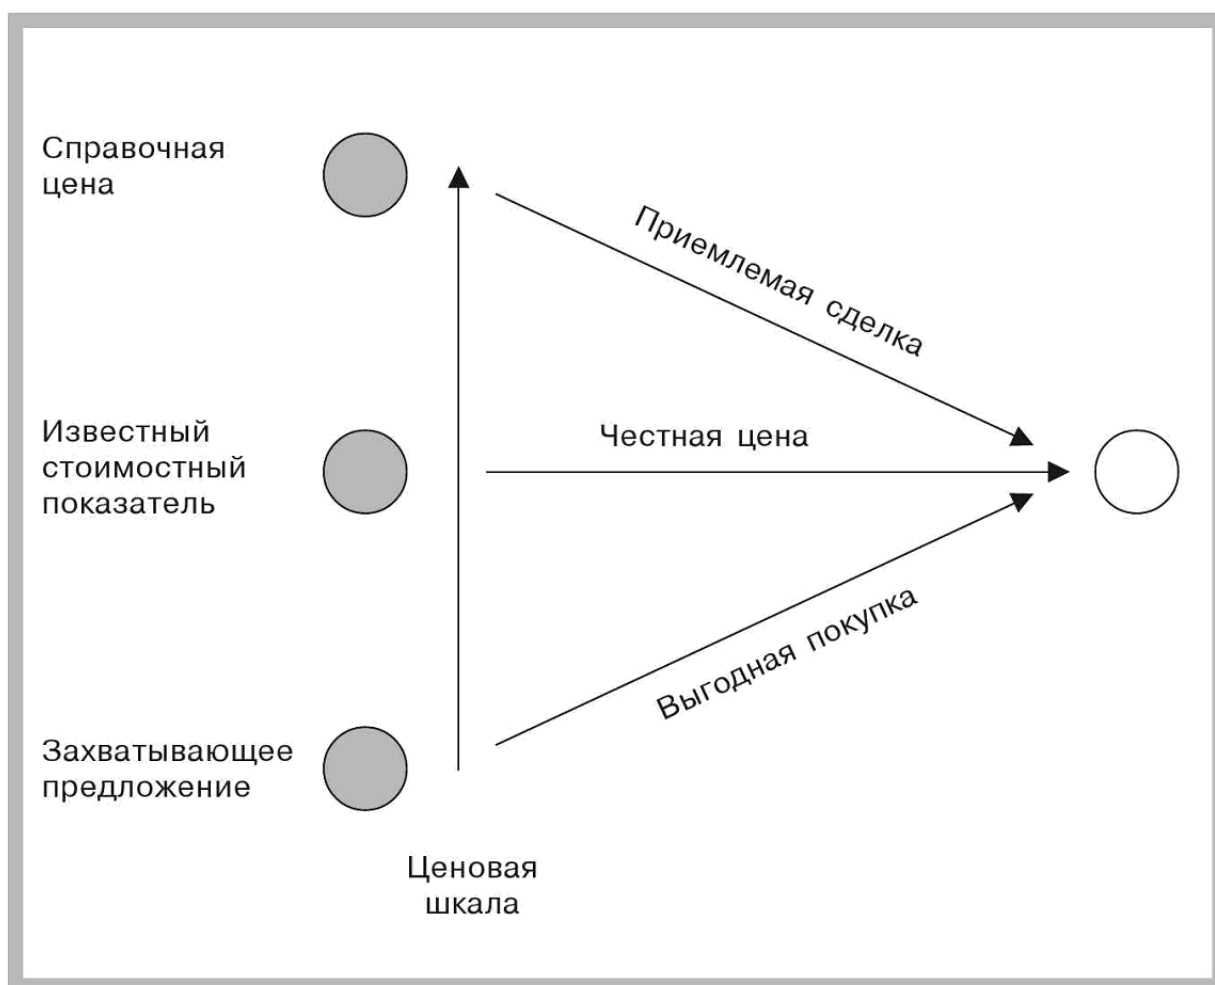 Справочная
цена
Приемлемая сделка
Известный
стоимостный
показатель
Честная цена
Захватывающее
предложение
Выгодная покупка
Ценовая
шкала